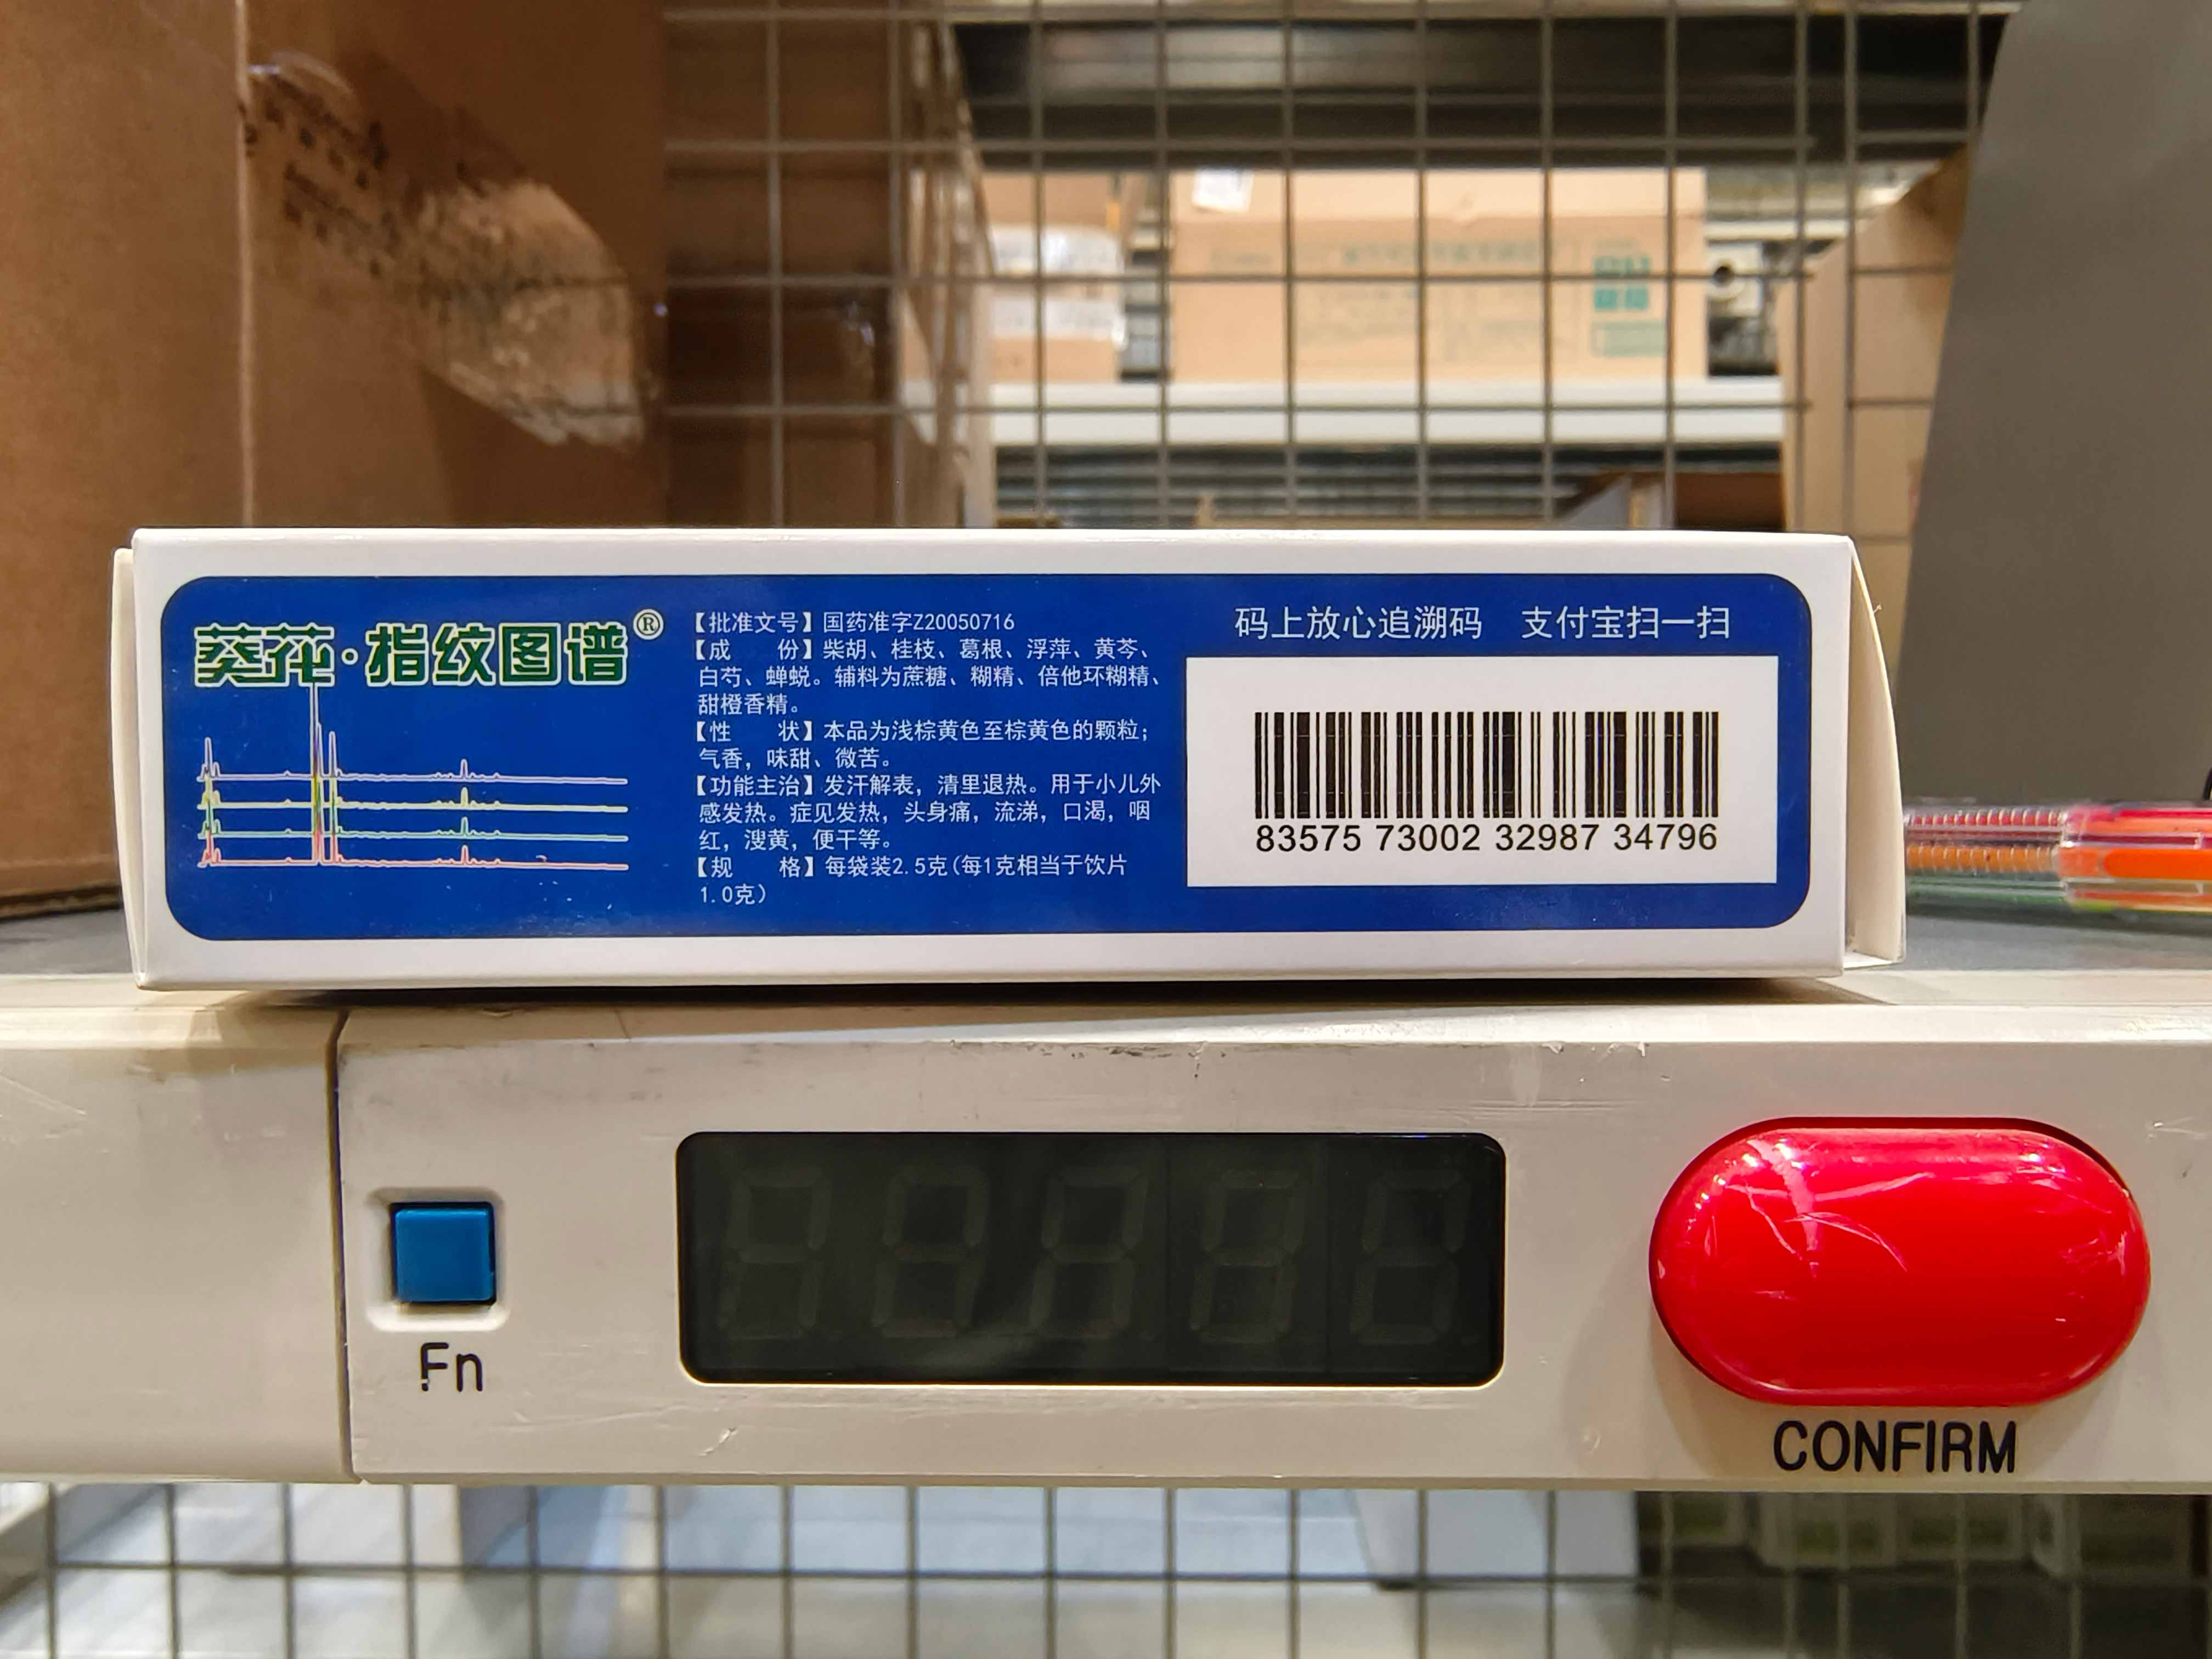 葵花·指纹图谱®
【批准文号】国药准字Z20050716
【成　　份】柴胡、桂枝、葛根、浮萍、黄芩、
白芍、蝉蜕。辅料为蔗糖、糊精、倍他环糊精、
甜橙香精。
【性　　状】本品为浅棕黄色至棕黄色的颗粒；
气香，味甜、微苦。
【功能主治】发汗解表，清里退热。用于小儿外
感发热。症见发热，头身痛，流涕，口渴，咽
红，溲黄，便干等。
【规　　格】每袋装2.5克(每1克相当于饮片
1.0克)
码上放心追溯码　支付宝扫一扫
83575 73002 32987 34796
Fn
CONFIRM